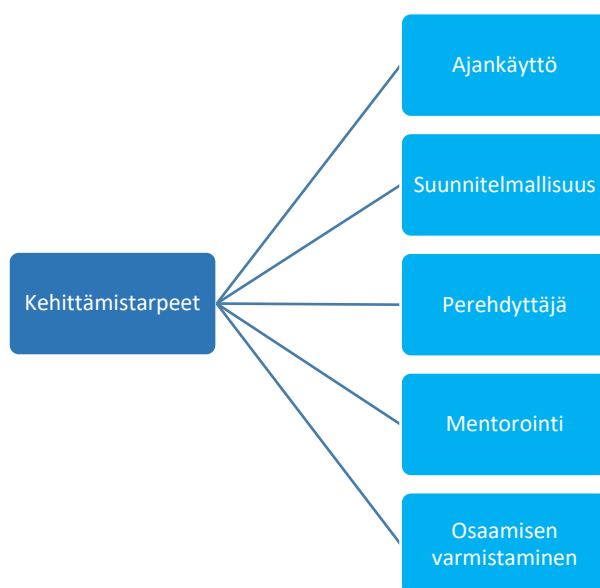 Ajankäyttö
Suunnitelmallisuus
Kehittämistarpeet
Perehdyttäjä
Mentorointi
Osaamisen
varmistaminen